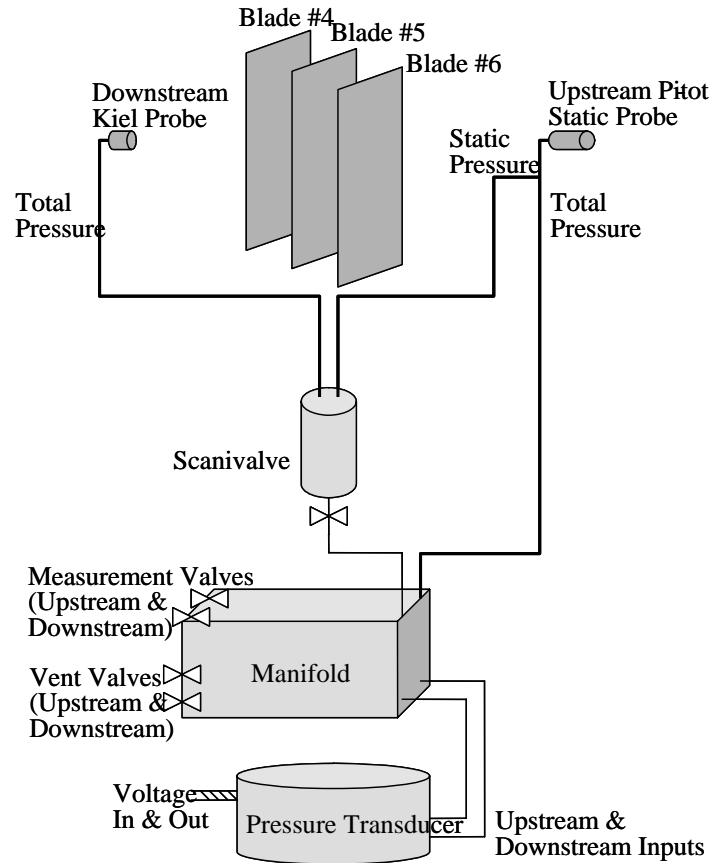 Blade #4
Blade #5
Blade #6
Downstream
Kiel Probe
Upstream Pitot
Static Probe
Static
Pressure
Total
Pressure
Total
Pressure
Scanivalve
Measurement Valves
(Upstream &
Downstream)
Manifold
Vent Valves
(Upstream &
Downstream)
Voltage
In & Out
Pressure Transducer
Upstream &
Downstream Inputs